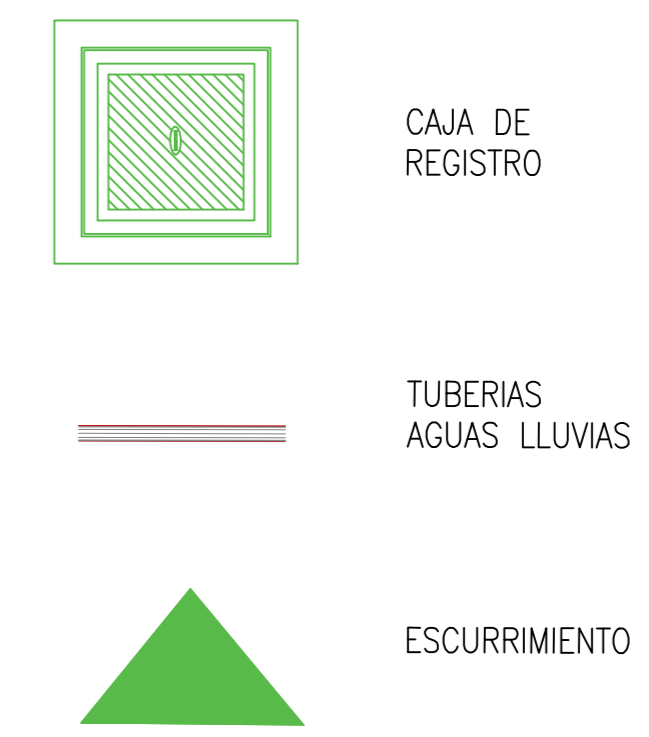 CAJA DE
REGISTRO
TUBERIAS
AGUAS LLUVIAS
ESCURRIMIENTO